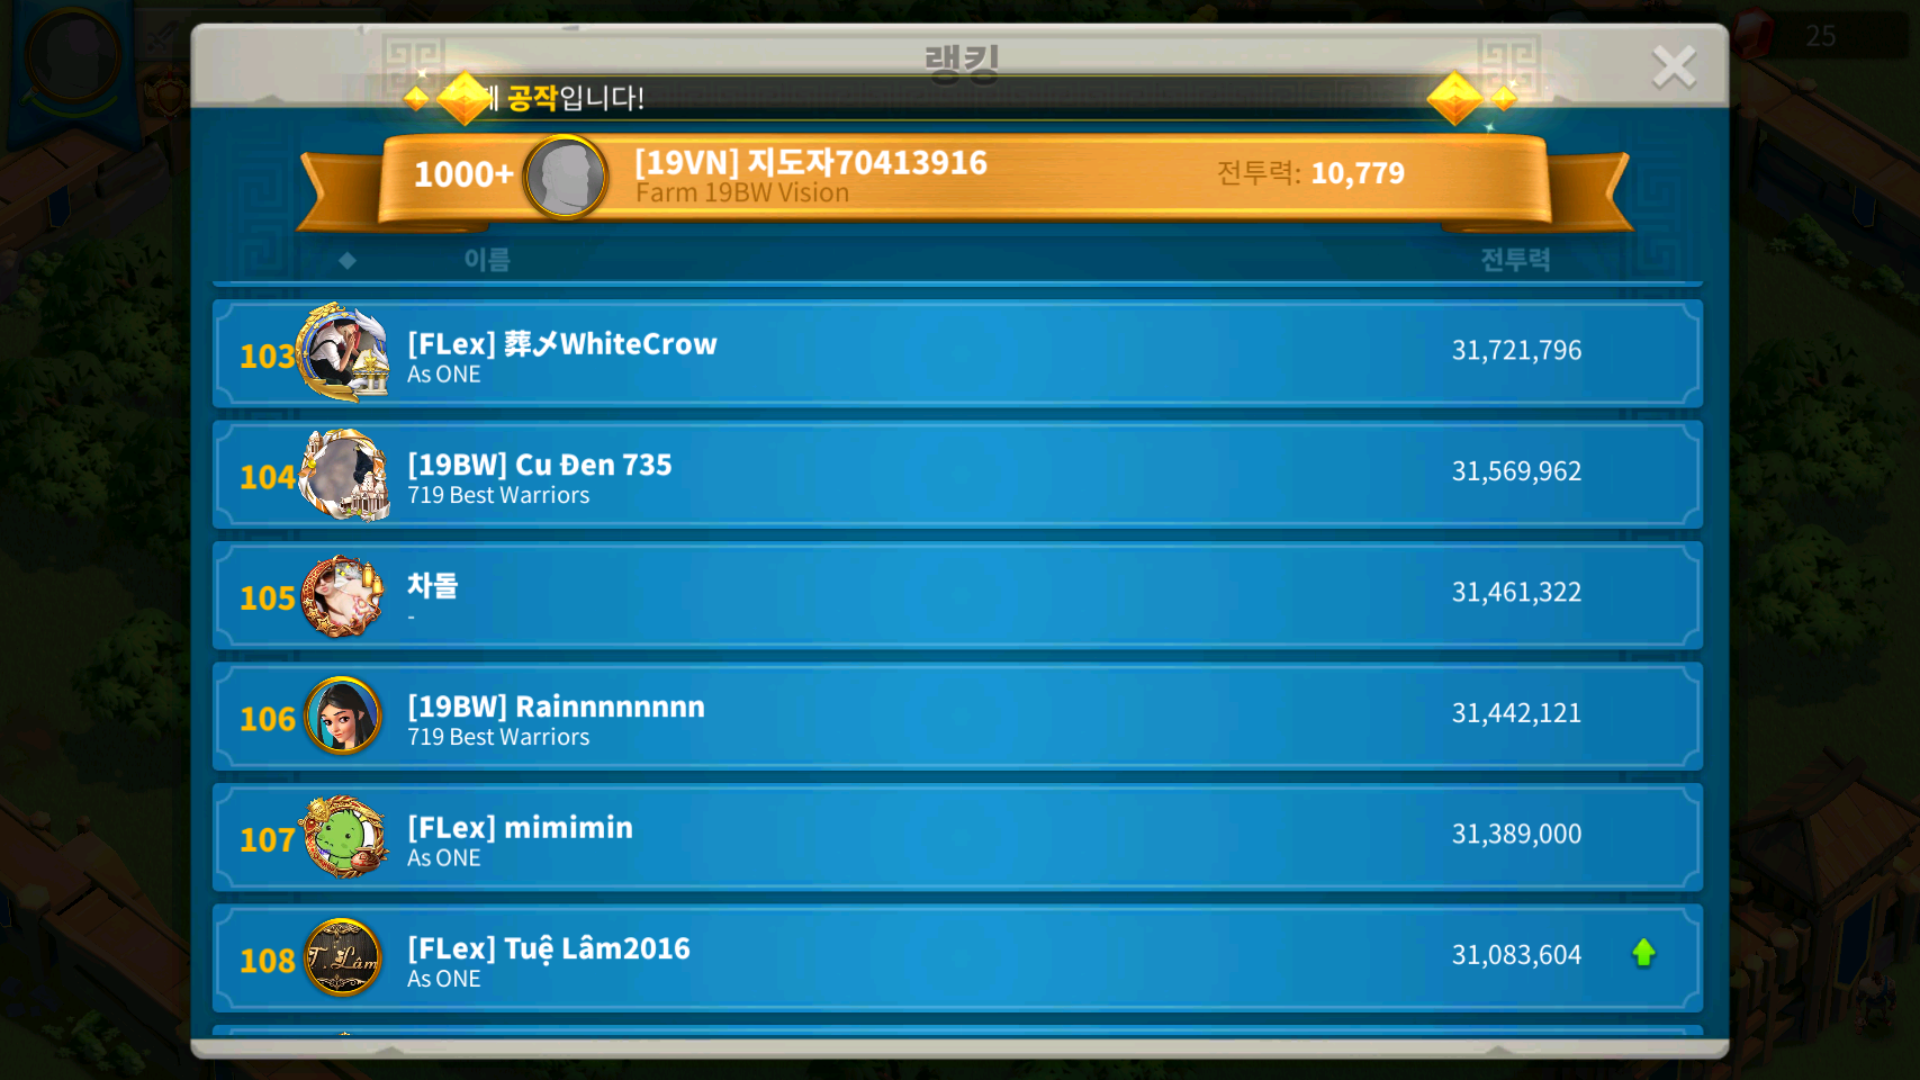 랭킹
25
공작입니다!
1000+
[19VN] 지도자70413916
Farm 19BW Vision
전투력: 10,779
이름
전투력
103
[FLex] 葬メWhiteCrow
As ONE
31,721,796
104
[19BW] Cu Đen 735
719 Best Warriors
31,569,962
105
차돌
-
31,461,322
106
[19BW] Rainnnnnnnn
719 Best Warriors
31,442,121
107
[FLex] mimimin
As ONE
31,389,000
108
T. Lâm
[FLex] Tuệ Lâm2016
As ONE
31,083,604